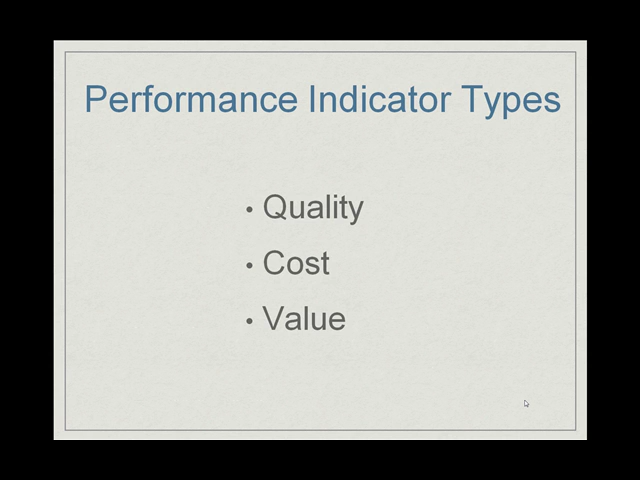 Performance Indicator Types
• Quality
• Cost
• Value